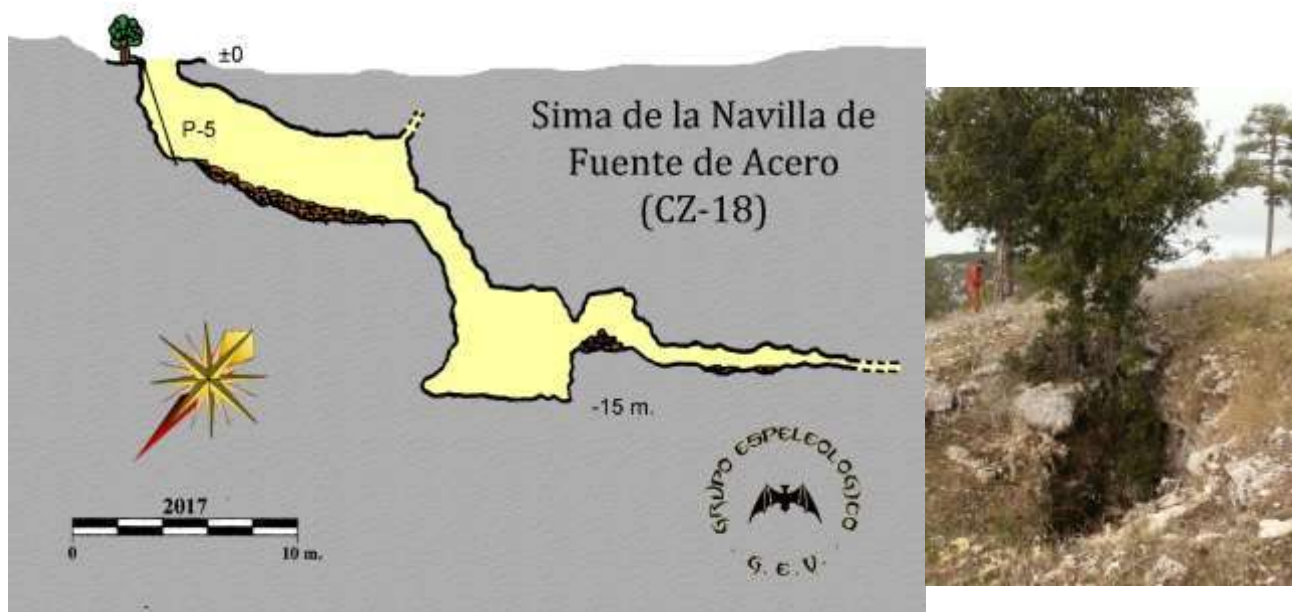 ±0
P-5
Sima de la Navilla de
Fuente de Acero
(CZ-18)
-15 m.
2017
0 10 m.
GRUPO ESPELEOLOGICO
G. E. V.